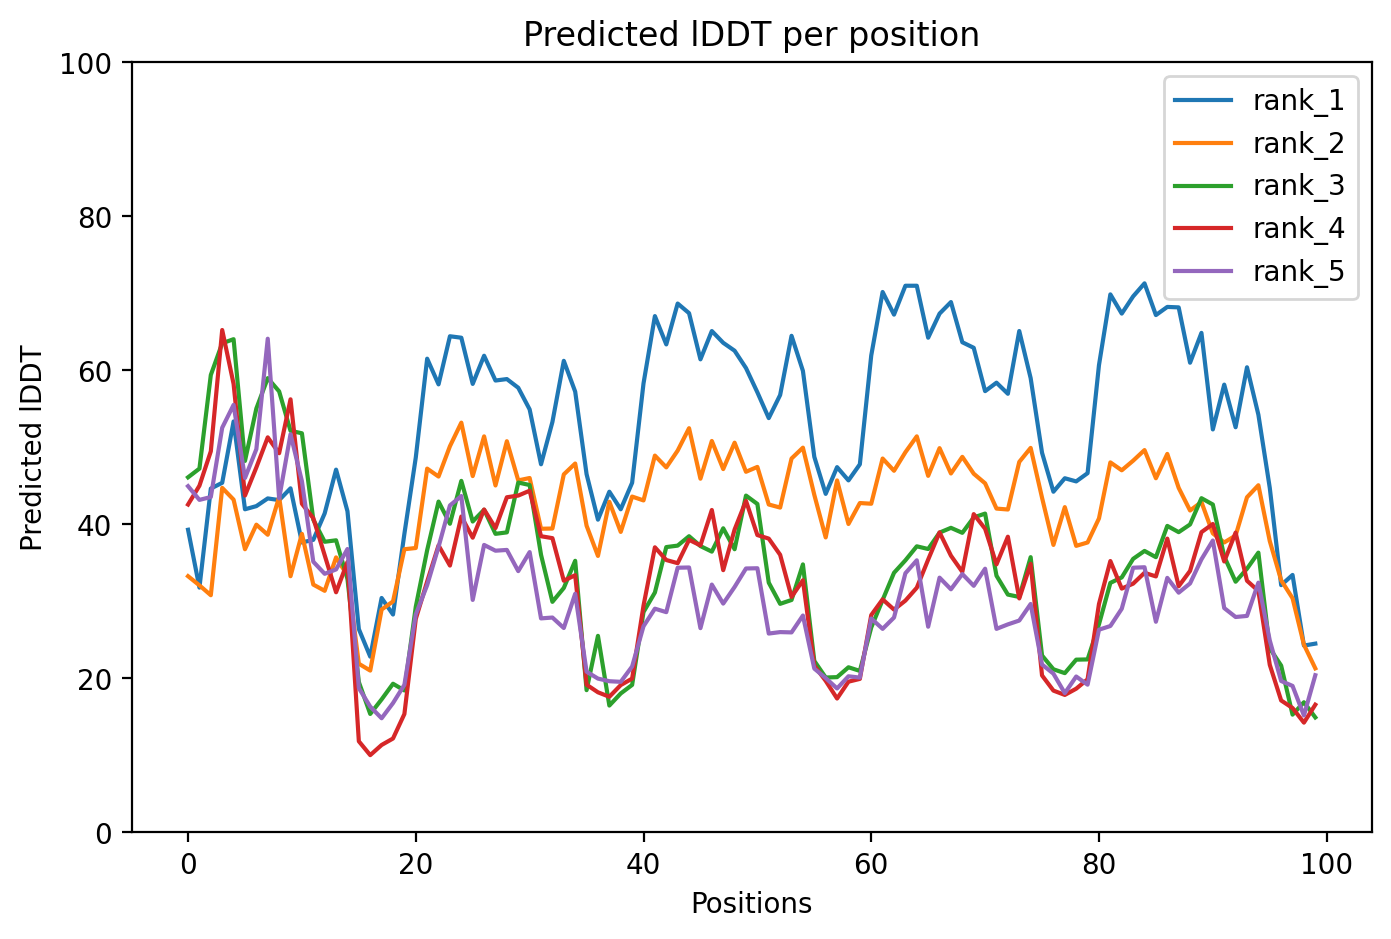 Predicted lDDT per position
100
80
60
40
20
0
Predicted lDDT
rank_1
rank_2
rank_3
rank_4
rank_5
0 20 40 60 80 100
Positions